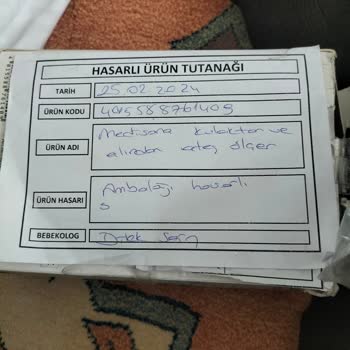 HASARLI ÜRÜN TUTANAĞI
TARİH 25.02.2024
ÜRÜN KODU
ÜRÜN ADI Medisana kulaktan ve
alından ateş ölçer
ÜRÜN HASARI Ambalajı hasarlı
BEBEKOLOG